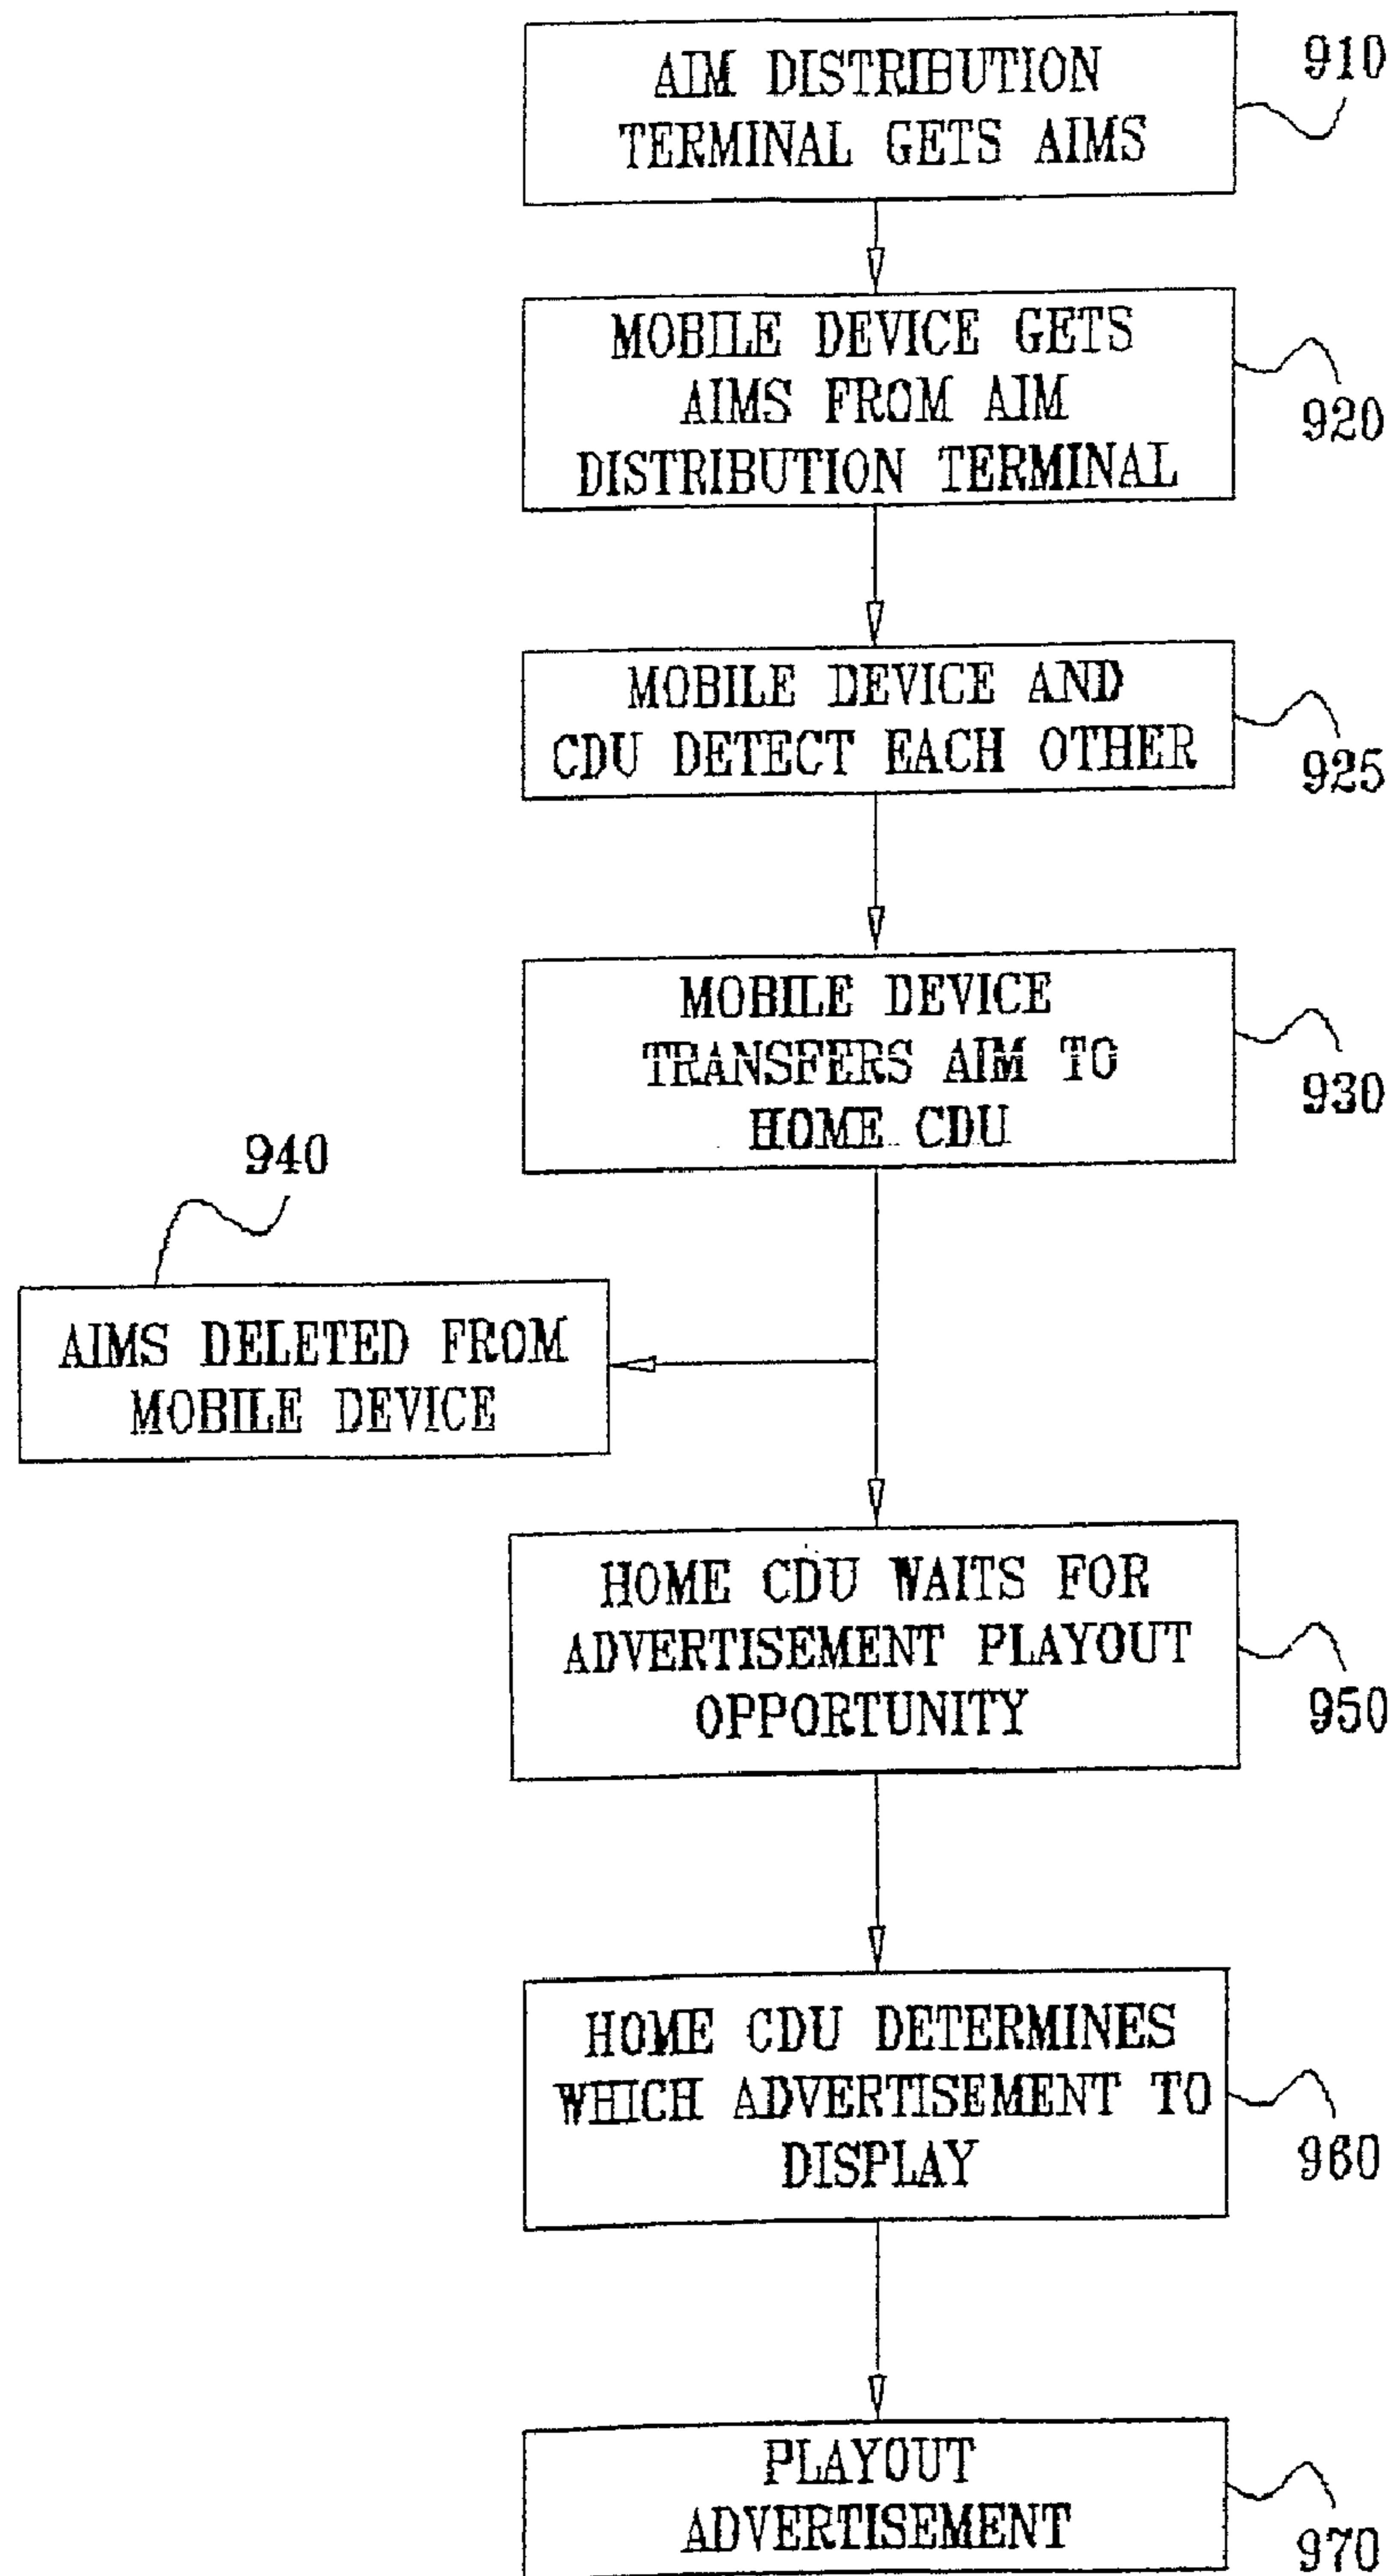 AIM DISTRIBUTION
TERMINAL GETS AIMS
910
MOBILE DEVICE GETS
AIMS FROM AIM
DISTRIBUTION TERMINAL
920
MOBILE DEVICE AND
CDU DETECT EACH OTHER
925
MOBILE DEVICE
TRANSFERS AIM TO
HOME CDU
930
940
AIMS DELETED FROM
MOBILE DEVICE
HOME CDU WAITS FOR
ADVERTISEMENT PLAYOUT
OPPORTUNITY
950
HOME CDU DETERMINES
WHICH ADVERTISEMENT TO
DISPLAY
960
PLAYOUT
ADVERTISEMENT
970